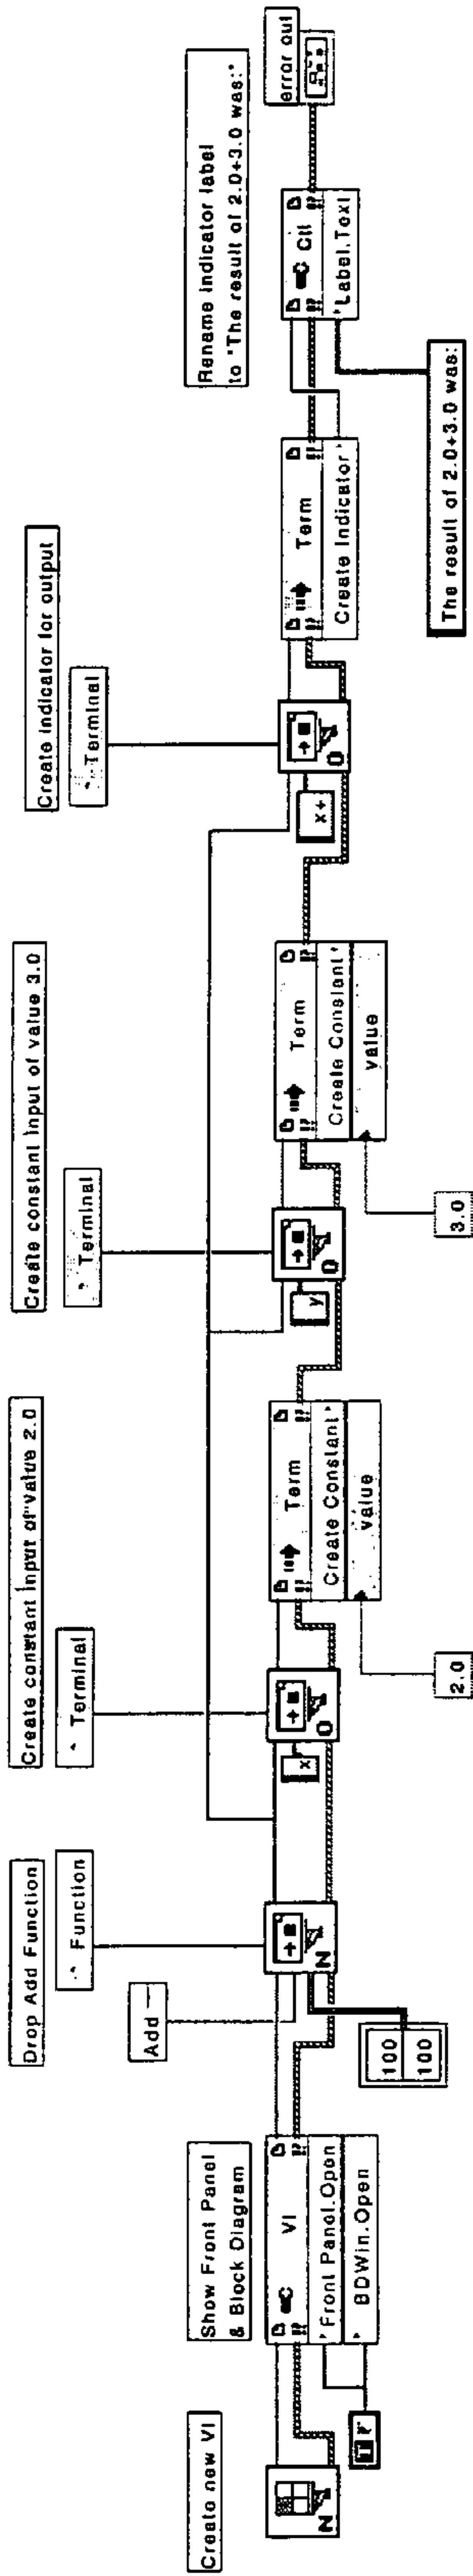 Create new VI
N
Show Front Panel
& Block Diagram
VI
Front Panel.Open
BDWin.Open
Drop Add Function
Function
Add
N
100
100
Create constant input of value 2.0
Terminal
x
O
Term
Create Constant
value
2.0
Create constant input of value 3.0
Terminal
y
O
Term
Create Constant
value
3.0
Create indicator for output
Terminal
x+
O
Term
Create Indicator
Rename indicator label
to "The result of 2.0+3.0 was:"
Ctl
Label.Text
The result of 2.0+3.0 was:
error out